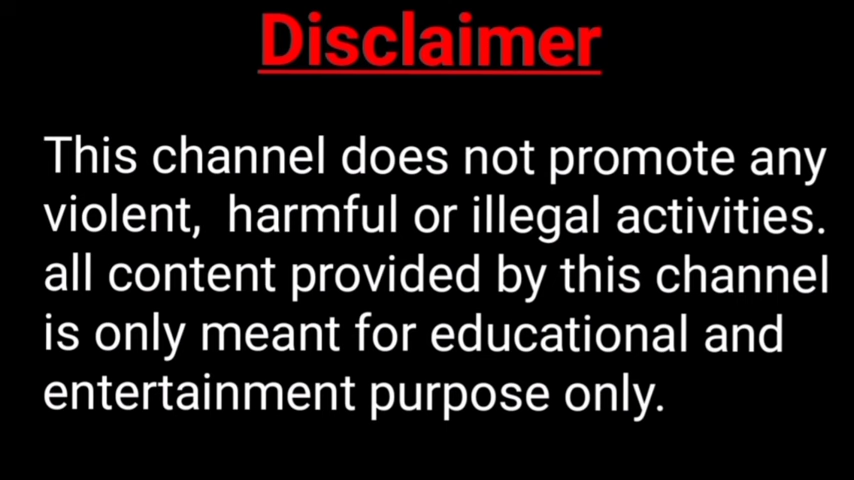 Disclaimer
This channel does not promote any
violent, harmful or illegal activities.
all content provided by this channel
is only meant for educational and
entertainment purpose only.